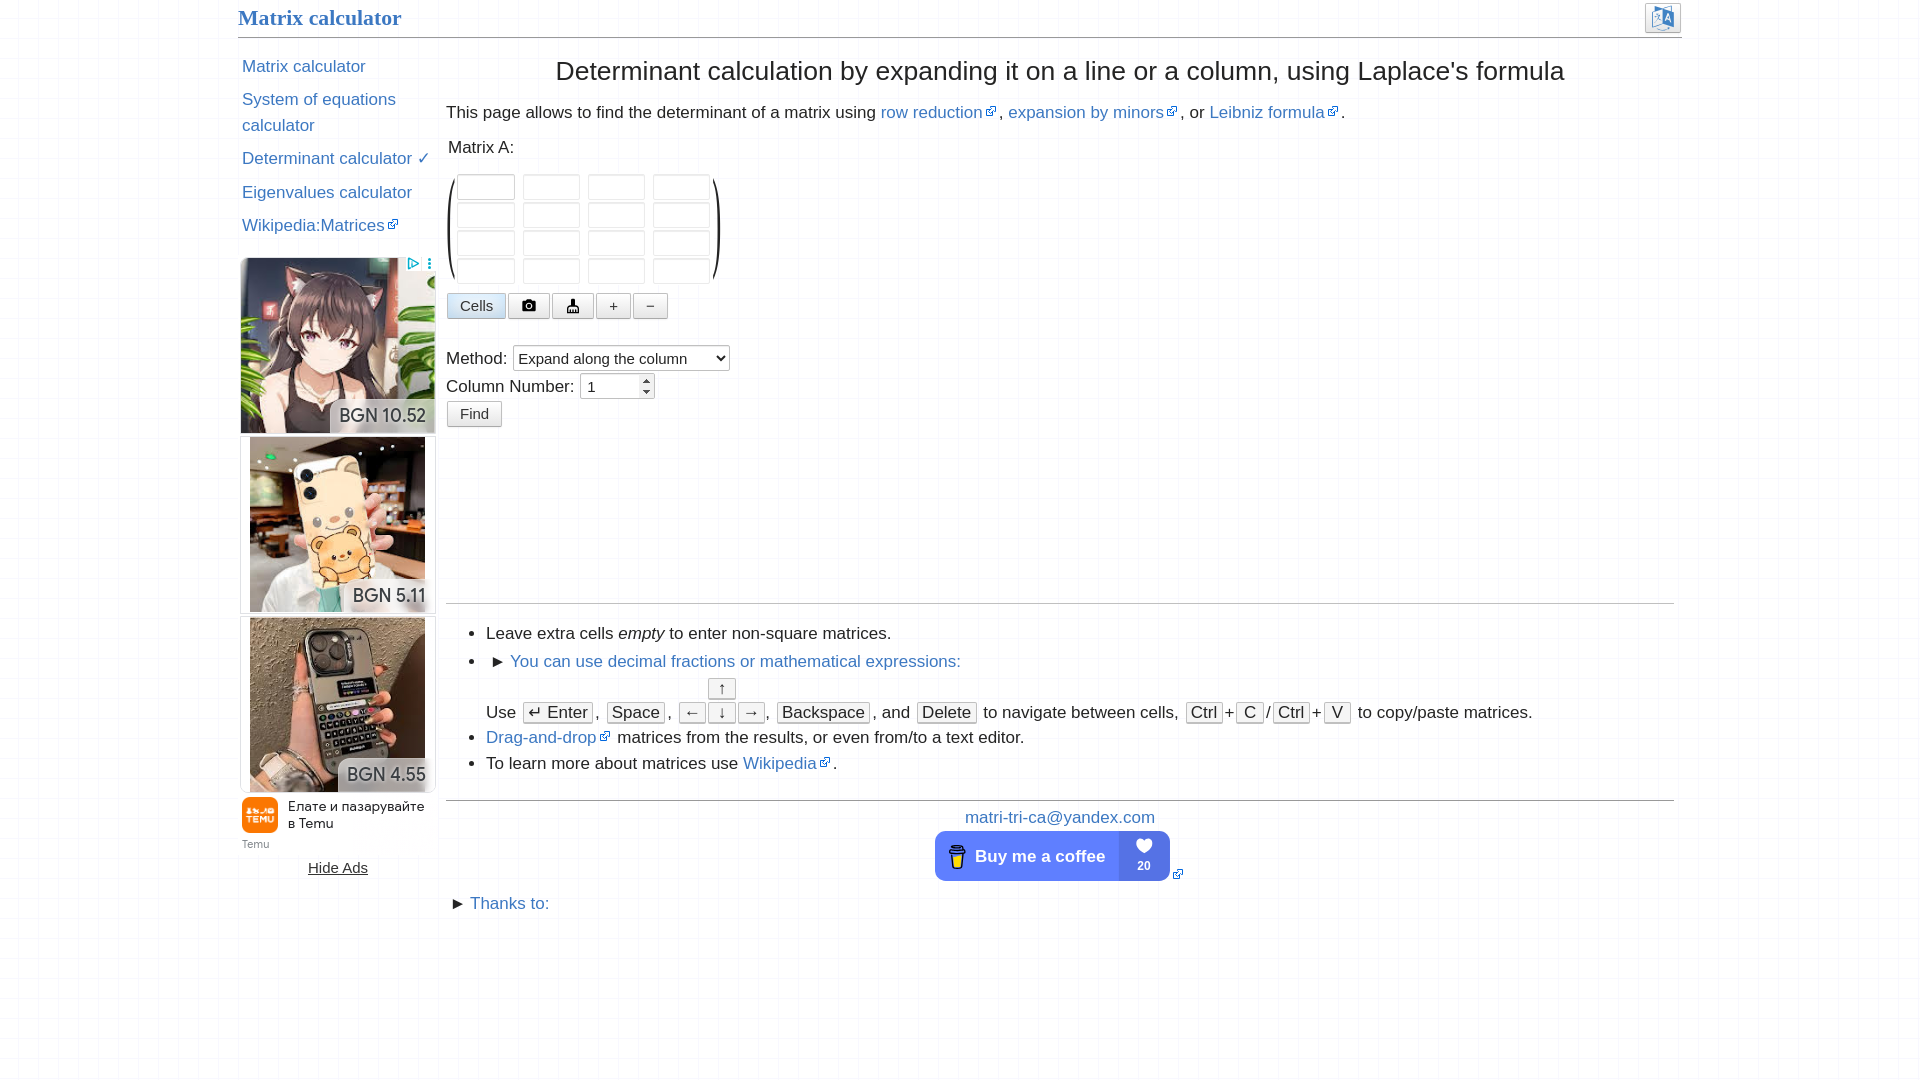 Matrix calculator
Matrix calculator
System of equations
calculator
Determinant calculator ✓
Eigenvalues calculator
Wikipedia:Matrices
BGN 10.52
BGN 5.11
BGN 4.55
TEMU
Елате и пазарувайте
в Temu
Temu
Hide Ads
Determinant calculation by expanding it on a line or a column, using Laplace's formula
This page allows to find the determinant of a matrix using row reduction, expansion by minors, or Leibniz formula.
Matrix A:
Cells + −
Method: Expand along the column
Column Number: 1
Find
• Leave extra cells empty to enter non-square matrices.
• ► You can use decimal fractions or mathematical expressions:
↑
Use ↵ Enter, Space, ← ↓ →, Backspace, and Delete to navigate between cells, Ctrl+C/Ctrl+V to copy/paste matrices.
• Drag-and-drop matrices from the results, or even from/to a text editor.
• To learn more about matrices use Wikipedia.
matri-tri-ca@yandex.com
Buy me a coffee 20
► Thanks to: